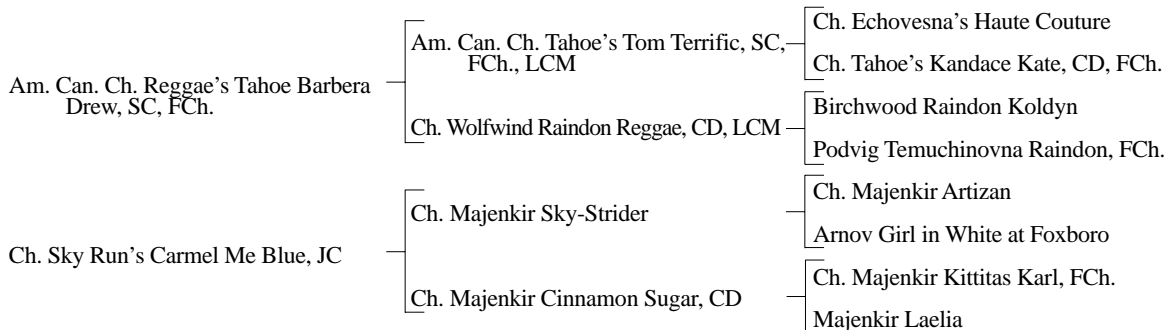 Am. Can. Ch. Reggae's Tahoe Barbera
Drew, SC, FCh.
Am. Can. Ch. Tahoe's Tom Terrific, SC,
FCh., LCM
Ch. Echovesna's Haute Couture
Ch. Tahoe's Kandace Kate, CD, FCh.
Ch. Wolfwind Raindon Reggae, CD, LCM
Birchwood Raindon Koldyn
Podvig Temuchinovna Raindon, FCh.
Ch. Sky Run's Carmel Me Blue, JC
Ch. Majenkir Sky-Strider
Ch. Majenkir Artizan
Arnov Girl in White at Foxboro
Ch. Majenkir Cinnamon Sugar, CD
Ch. Majenkir Kittitas Karl, FCh.
Majenkir Laelia